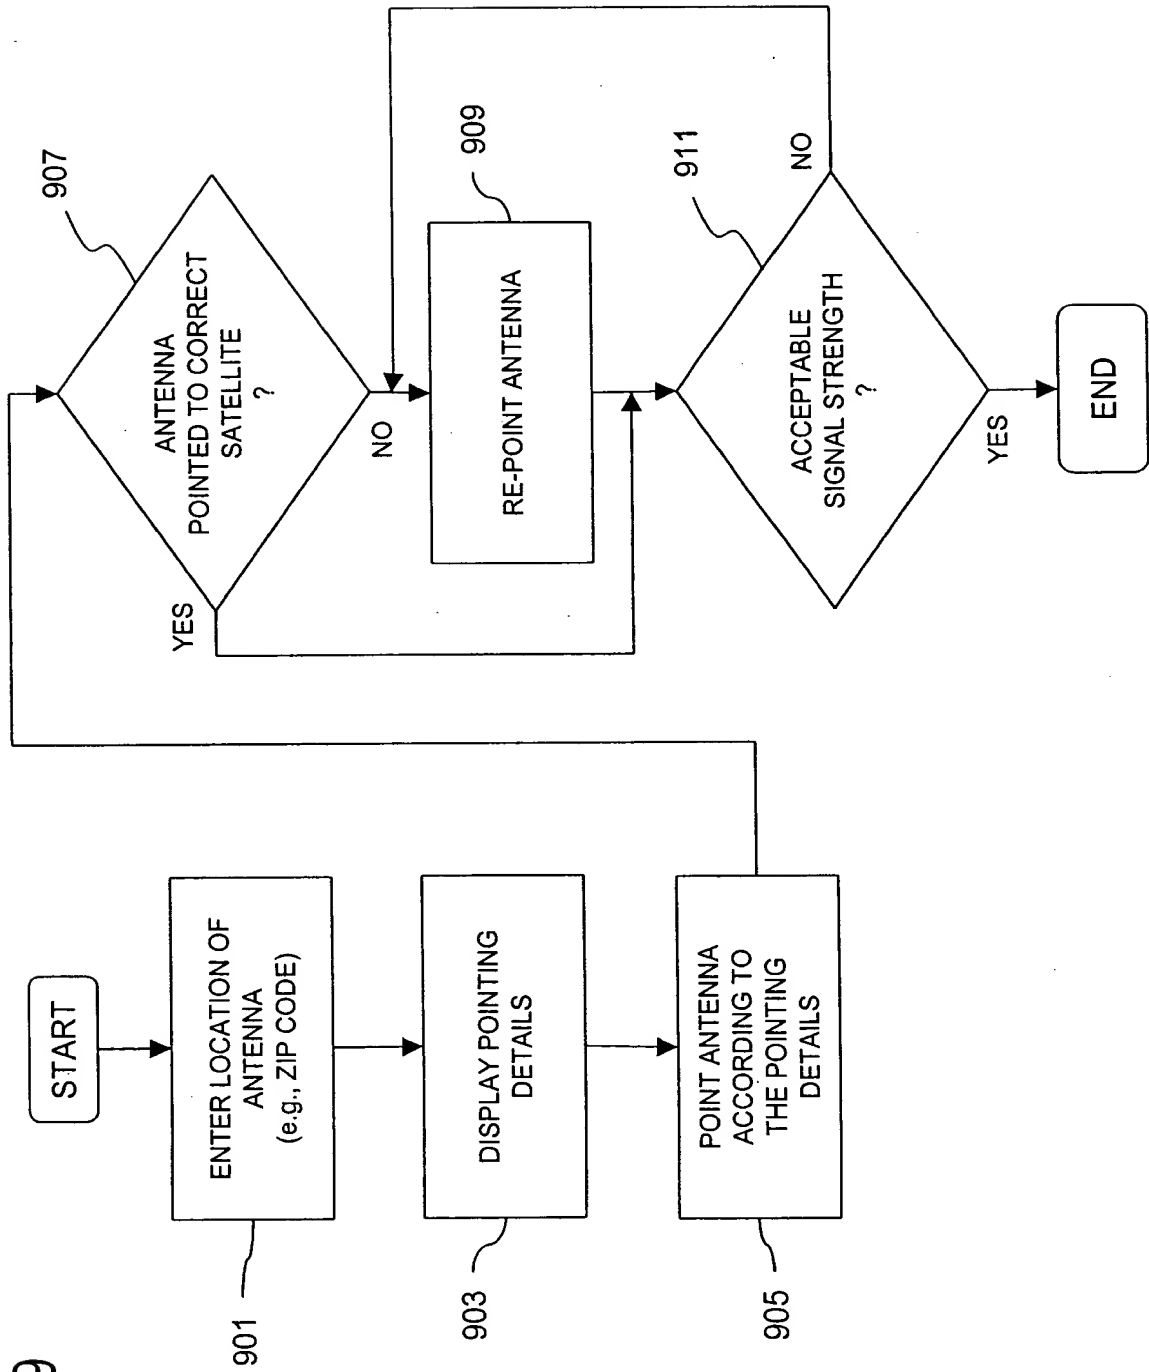 START
ENTER LOCATION OF
ANTENNA
(e.g., ZIP CODE)
901
DISPLAY POINTING
DETAILS
903
POINT ANTENNA
ACCORDING TO
THE POINTING
DETAILS
905
907
ANTENNA
POINTED TO CORRECT
SATELLITE
?
YES
NO
909
RE-POINT ANTENNA
911
ACCEPTABLE
SIGNAL STRENGTH
?
NO
YES
END